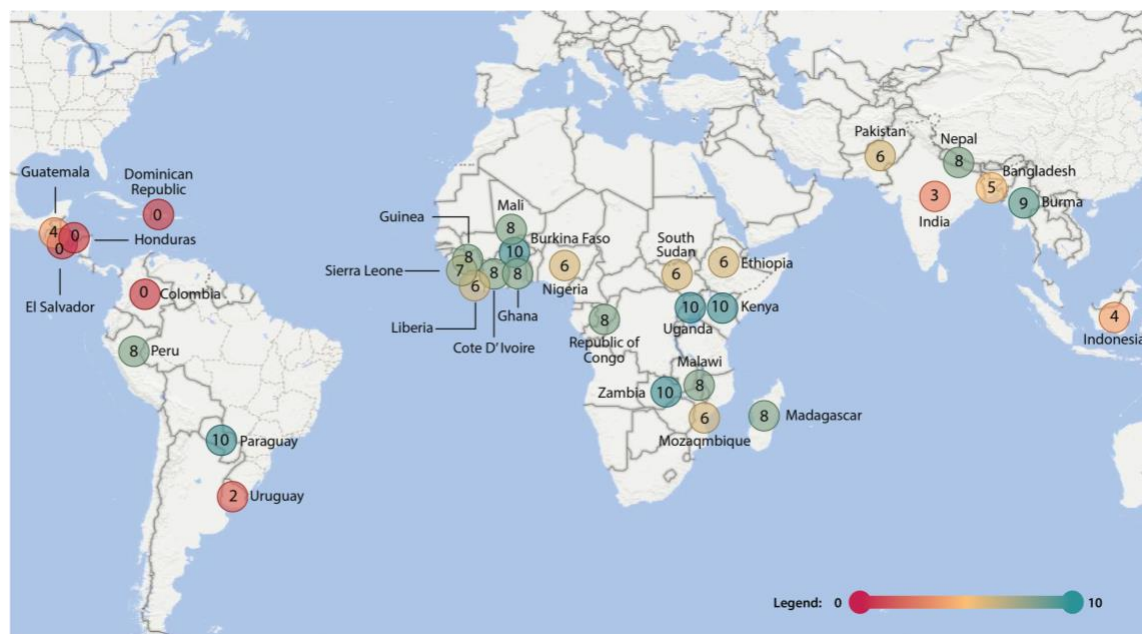 Pakistan
6
Nepal
8
Bangladesh
5
3
India
9
Burma
Guatemala
Dominican
Republic
0
4
0
0
Honduras
El Salvador
0
Colombia
8
Peru
10
Paraguay
2
Uruguay
Guinea
Mali
8
Burkina Faso
10
8
Sierra Leone
7
8
8
6
Liberia
Ghana
Cote D' Ivoire
6
Nigeria
South
Sudan
6
6
Ethiopia
10
Uganda
10
Kenya
8
Republic of
Congo
Malawi
8
Zambia
10
6
Mozaqmbique
8
Madagascar
4
Indonesia
Legend: 0 10